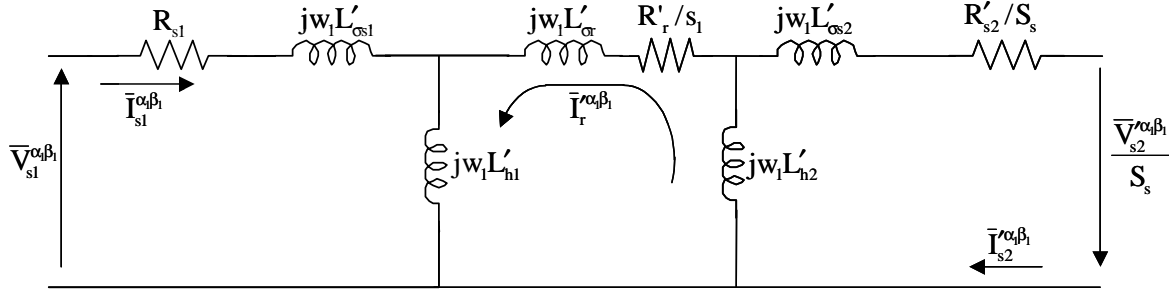 R_s1
jw_1L'_σs1
jw_1L'_σr
R'_r/s_1
jw_1L'_σs2
R'_s2/S_s
I̅_s1^α₁β₁
I̅'_r^α₁β₁
V̅_s1^α₁β₁
jw_1L'_h1
jw_1L'_h2
V̅'_s2^α₁β₁
S_s
I̅'_s2^α₁β₁